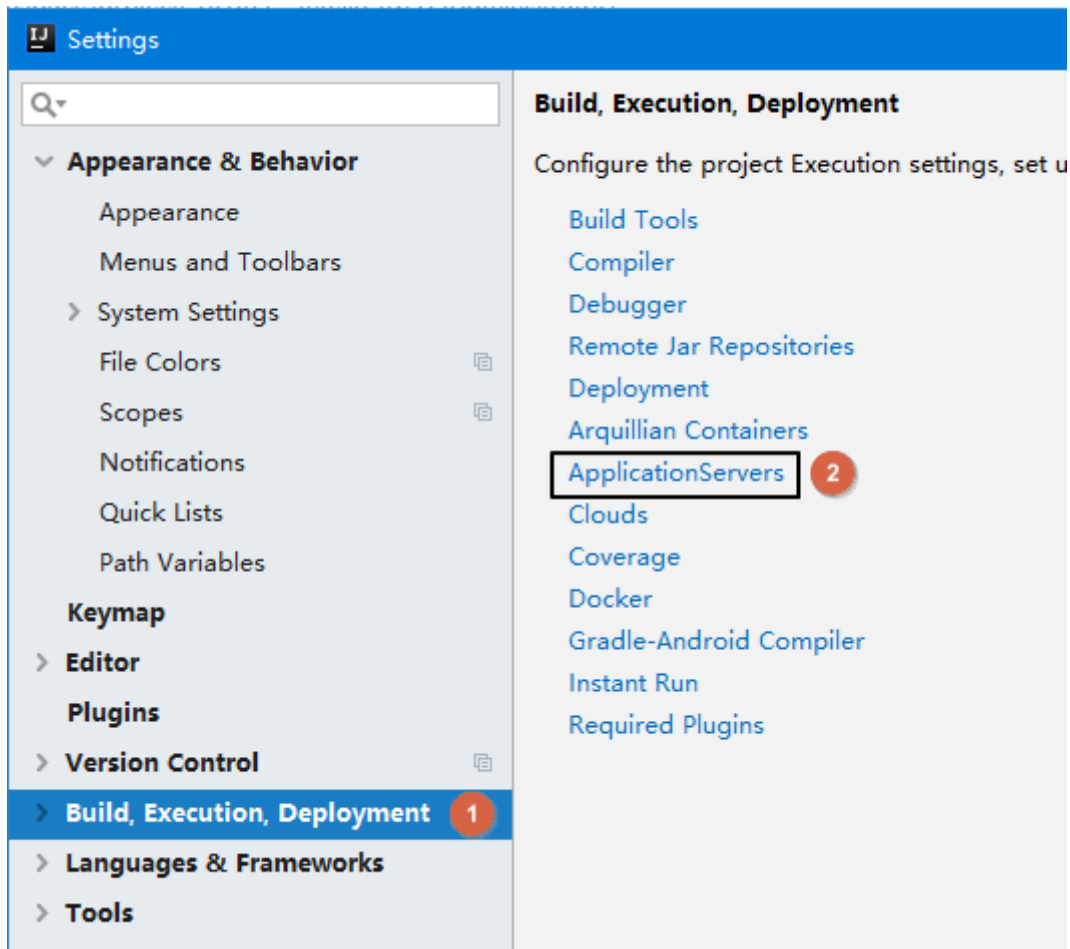 IJ Settings
Appearance & Behavior
Appearance
Menus and Toolbars
System Settings
File Colors
Scopes
Notifications
Quick Lists
Path Variables
Keymap
Editor
Plugins
Version Control
Build, Execution, Deployment 1
Languages & Frameworks
Tools
Build, Execution, Deployment
Configure the project Execution settings, set u
Build Tools
Compiler
Debugger
Remote Jar Repositories
Deployment
Arquillian Containers
ApplicationServers 2
Clouds
Coverage
Docker
Gradle-Android Compiler
Instant Run
Required Plugins